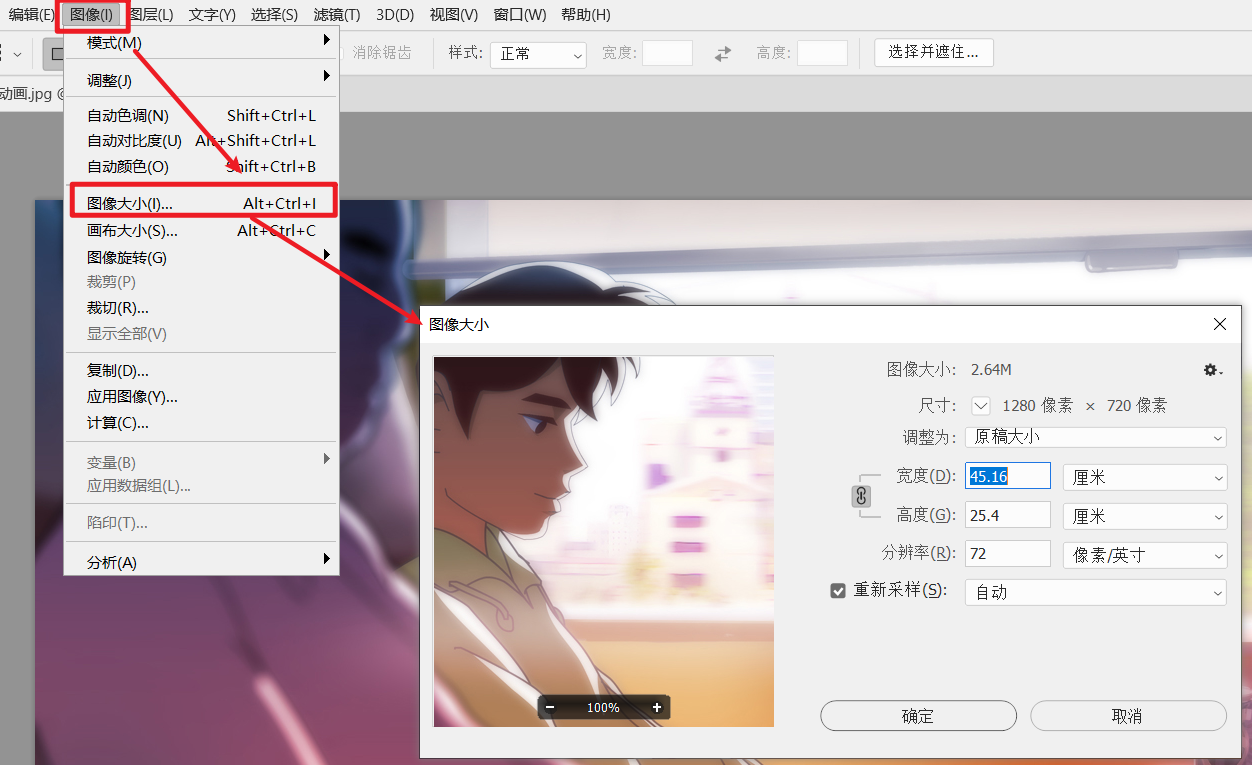 编辑(E) 图像(I) 图层(L) 文字(Y) 选择(S) 滤镜(T) 3D(D) 视图(V) 窗口(W) 帮助(H)
消除锯齿 样式: 正常 宽度: 高度: 选择并遮住...
动画.jpg @
模式(M)
调整(J)
自动色调(N) Shift+Ctrl+L
自动对比度(U) Alt+Shift+Ctrl+L
自动颜色(O) Shift+Ctrl+B
图像大小(I)... Alt+Ctrl+I
画布大小(S)... Alt+Ctrl+C
图像旋转(G)
裁剪(P)
裁切(R)...
显示全部(V)
复制(D)...
应用图像(Y)...
计算(C)...
变量(B)
应用数据组(L)...
陷印(T)...
分析(A)
图像大小
图像大小: 2.64M
尺寸: 1280 像素 × 720 像素
调整为: 原稿大小
宽度(D): 45.16 厘米
高度(G): 25.4 厘米
分辨率(R): 72 像素/英寸
重新采样(S): 自动
100%
确定 取消